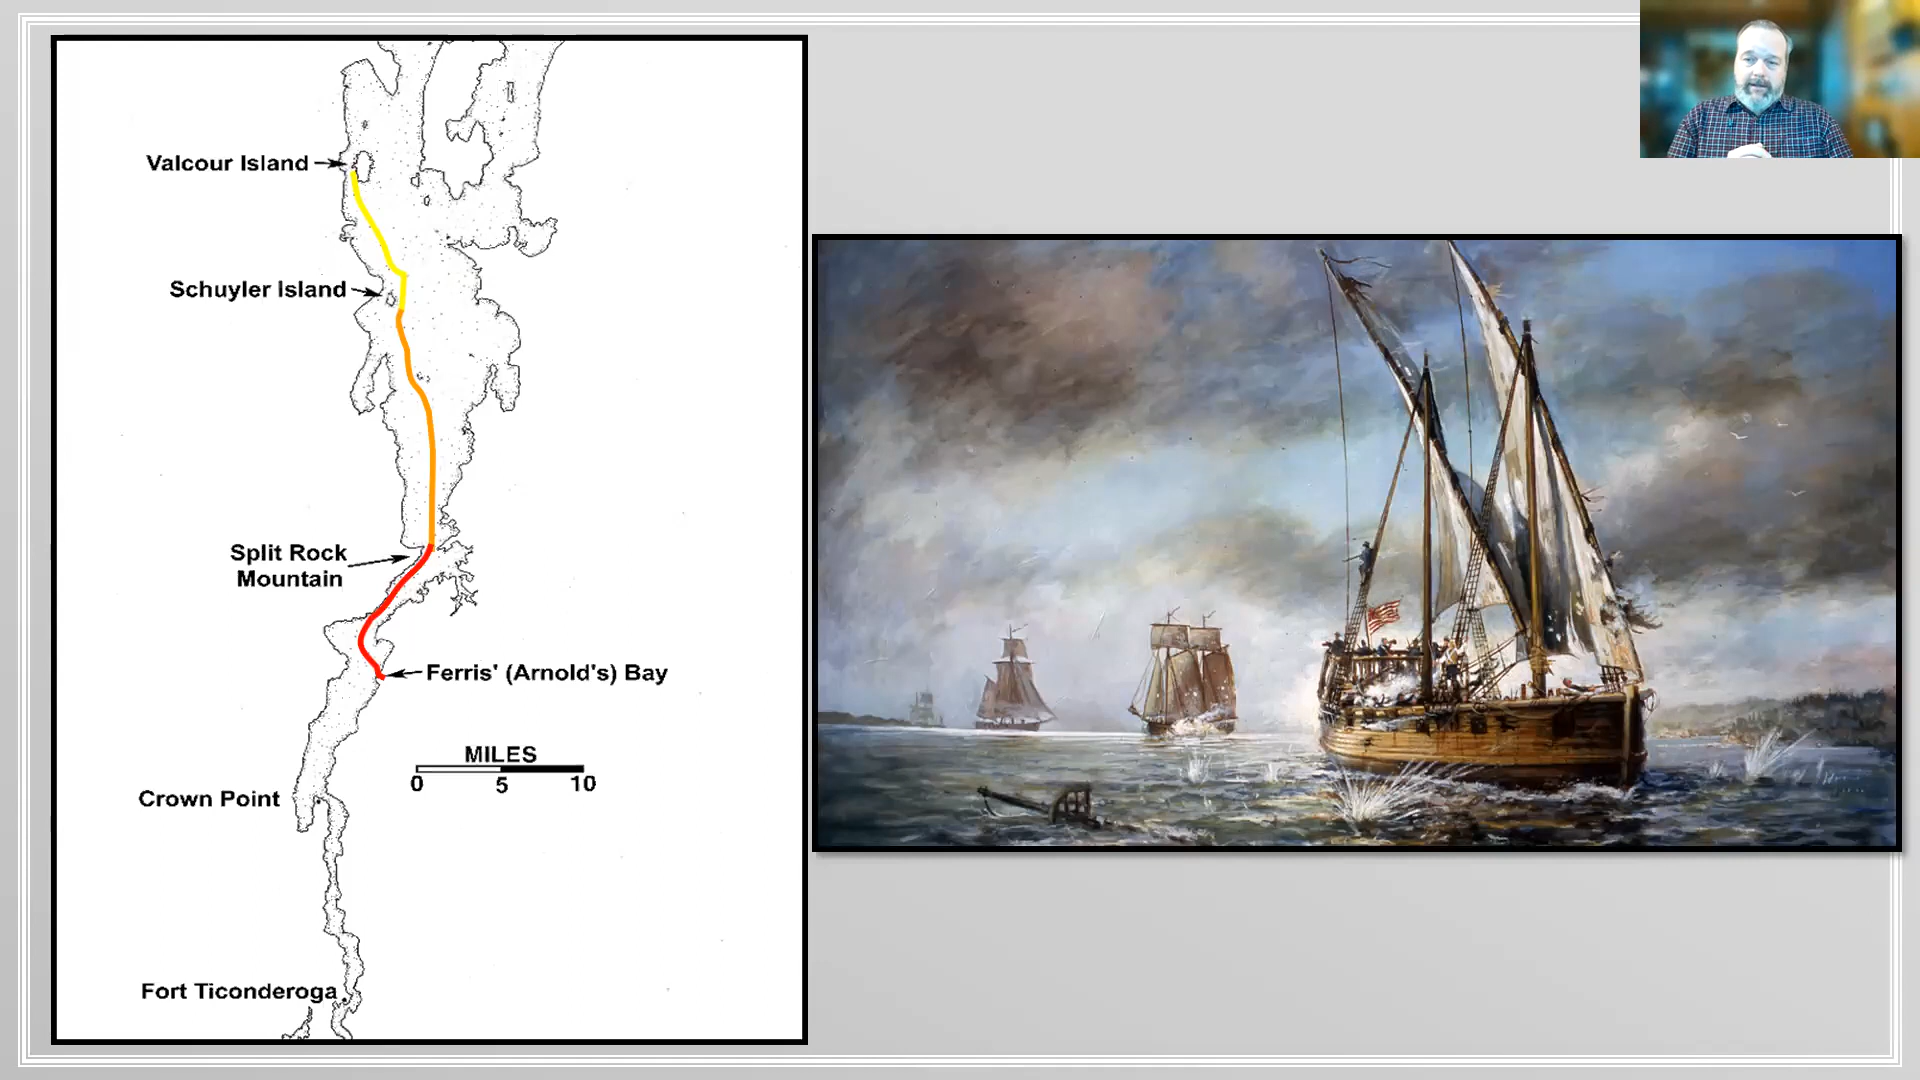 Valcour Island
Schuyler Island
Split Rock
Mountain
Ferris' (Arnold's) Bay
MILES
0 5 10
Crown Point
Fort Ticonderoga